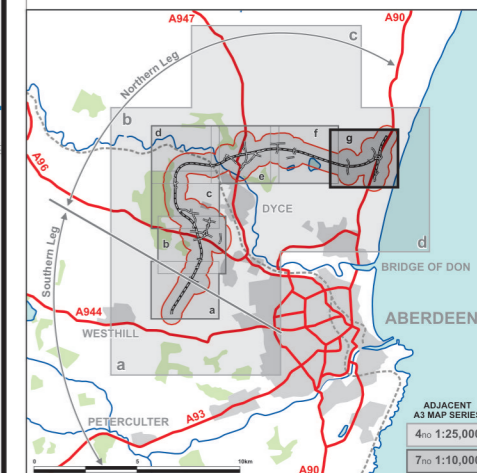 A947
A90
c
Northern Leg
b
d
f
g
A96
e
DYCE
c
Southern Leg
b
d
BRIDGE OF DON
a
A944
ABERDEEN
WESTHILL
a
ADJACENT
A3 MAP SERIES
PETERCULTER
A93
4no 1:25,000
7no 1:10,000
0
5
10km
A90